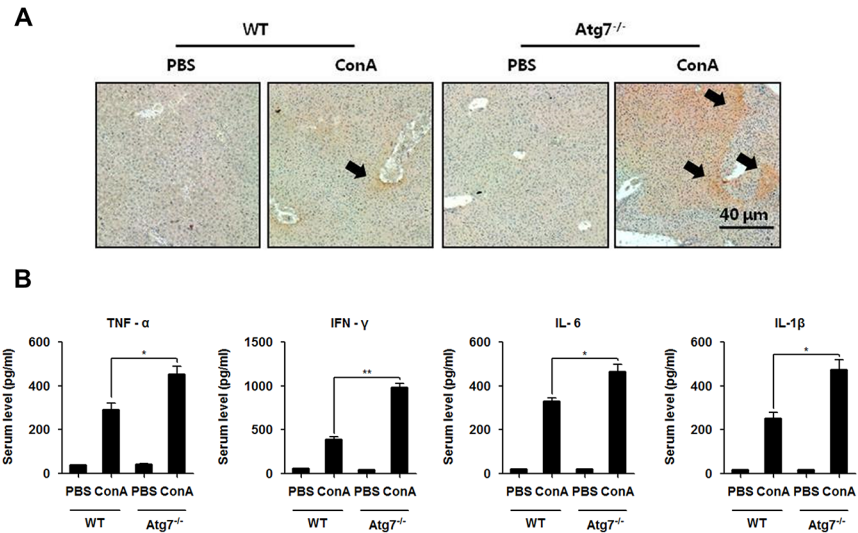 A
WT
Atg7-/-
PBS
ConA
PBS
ConA
40 μm
B
TNF - α
IFN - γ
IL- 6
IL-1β
Serum level (pg/ml)
600
400
200
0
*
PBS ConA PBS ConA
WT
Atg7-/-
Serum level (pg/ml)
1500
1000
500
0
**
PBS ConA PBS ConA
WT
Atg7-/-
Serum level (pg/ml)
600
400
200
0
*
PBS ConA PBS ConA
WT
Atg7-/-
Serum level (pg/ml)
600
400
200
0
*
PBS ConA PBS ConA
WT
Atg7-/-